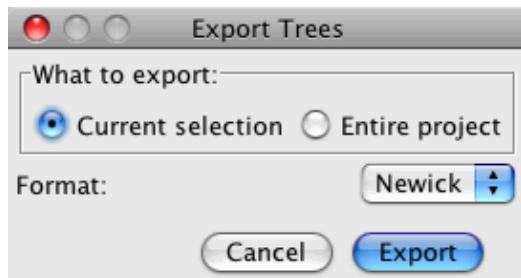 Export Trees
What to export:
Current selection Entire project
Format: Newick
Cancel Export